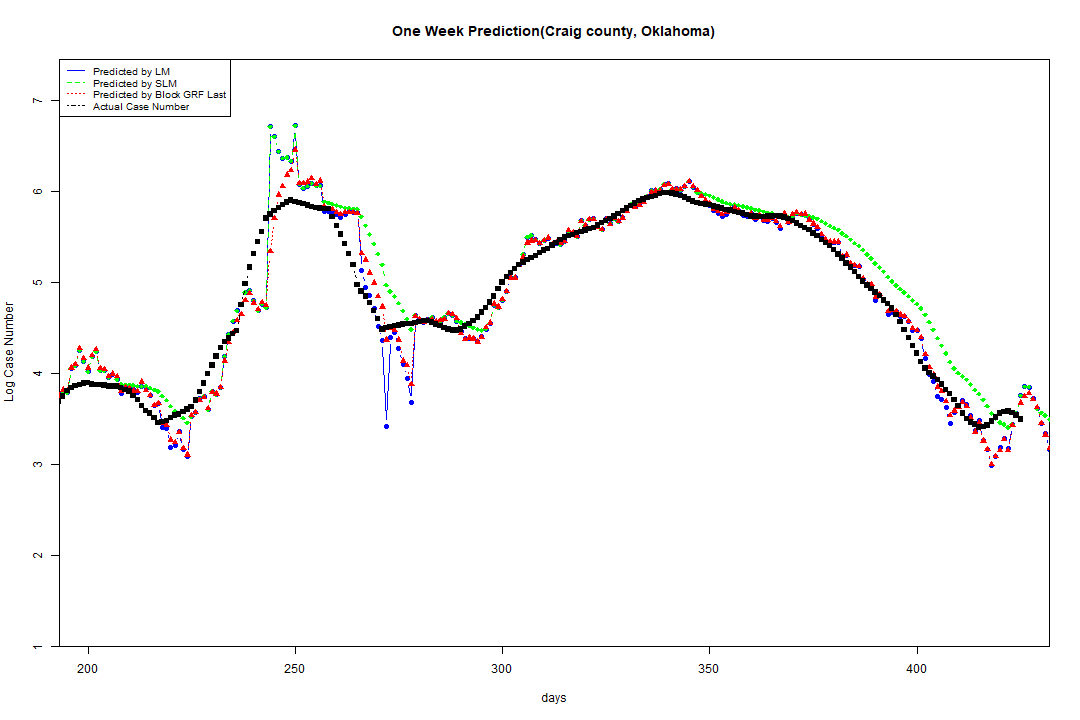 One Week Prediction(Craig county, Oklahoma)
Predicted by LM
Predicted by SLM
Predicted by Block GRF Last
Actual Case Number
7
6
5
4
3
2
1
Log Case Number
200 250 300 350 400
days